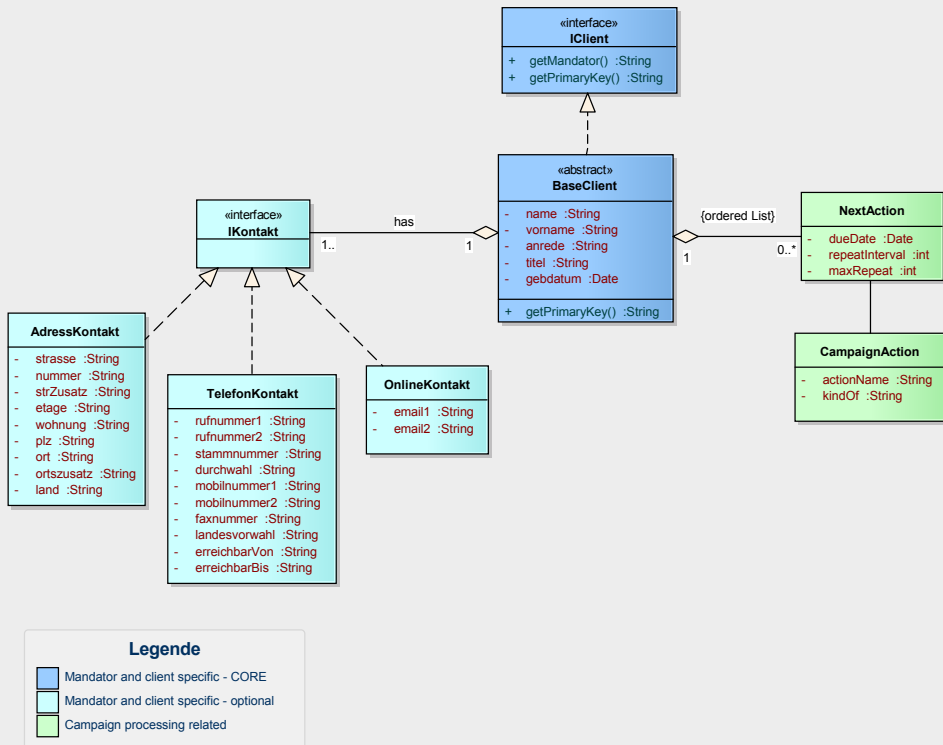 «interface»
IClient
+ getMandator() :String
+ getPrimaryKey() :String
«abstract»
BaseClient
- name :String
- vorname :String
- anrede :String
- titel :String
- gebdatum :Date
+ getPrimaryKey() :String
«interface»
IKontakt
has
1..
1
{ordered List}
1
0..*
NextAction
- dueDate :Date
- repeatInterval :int
- maxRepeat :int
CampaignAction
- actionName :String
- kindOf :String
AdressKontakt
- strasse :String
- nummer :String
- strZusatz :String
- etage :String
- wohnung :String
- plz :String
- ort :String
- ortszusatz :String
- land :String
TelefonKontakt
- rufnummer1 :String
- rufnummer2 :String
- stammnummer :String
- durchwahl :String
- mobilnummer1 :String
- mobilnummer2 :String
- faxnummer :String
- landesvorwahl :String
- erreichbarVon :String
- erreichbarBis :String
OnlineKontakt
- email1 :String
- email2 :String
Legende
Mandator and client specific - CORE
Mandator and client specific - optional
Campaign processing related